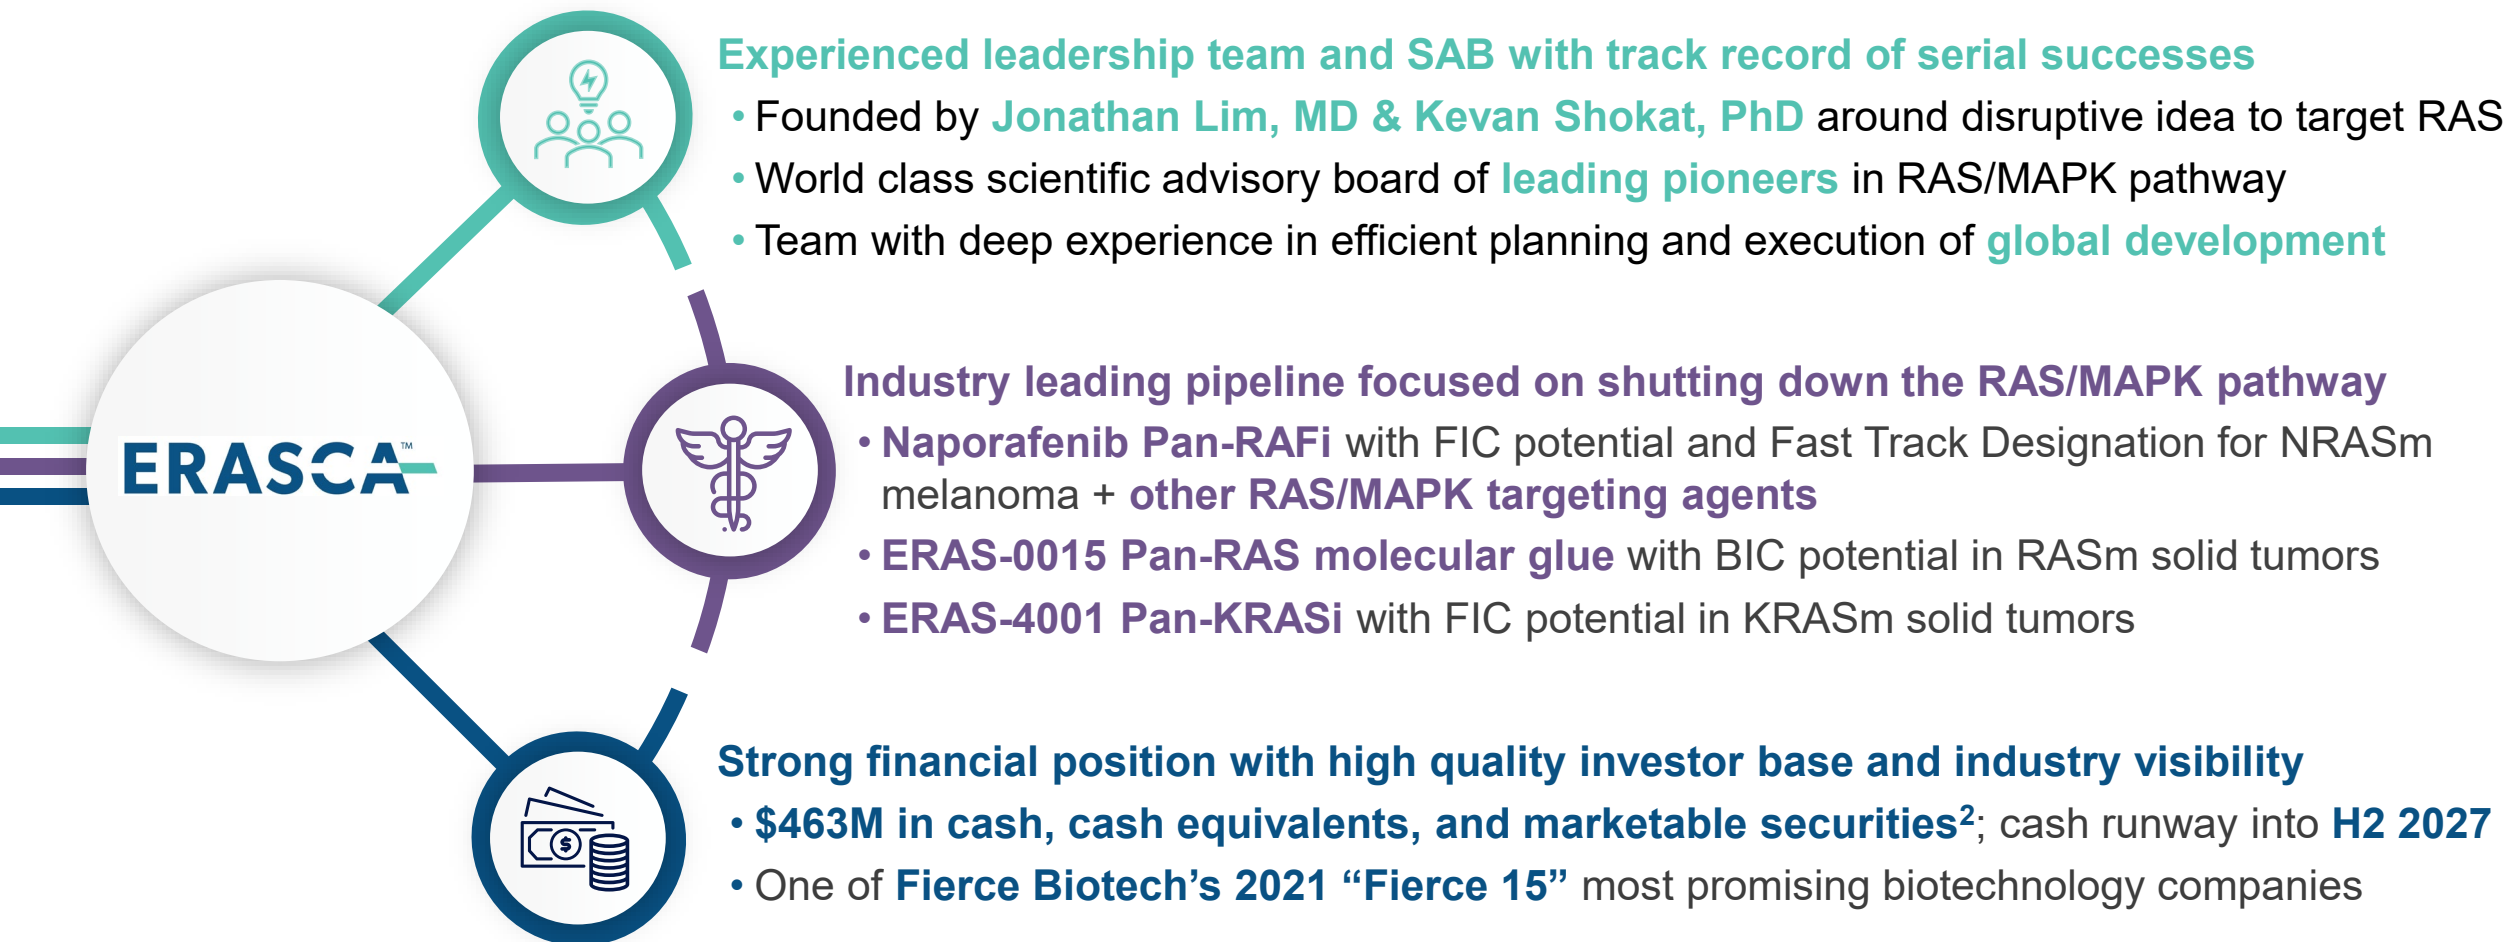 Experienced leadership team and SAB with track record of serial successes
• Founded by Jonathan Lim, MD & Kevan Shokat, PhD around disruptive idea to target RAS
• World class scientific advisory board of leading pioneers in RAS/MAPK pathway
• Team with deep experience in efficient planning and execution of global development
ERASCA™
Industry leading pipeline focused on shutting down the RAS/MAPK pathway
• Naporafenib Pan-RAFi with FIC potential and Fast Track Designation for NRASm
melanoma + other RAS/MAPK targeting agents
• ERAS-0015 Pan-RAS molecular glue with BIC potential in RASm solid tumors
• ERAS-4001 Pan-KRASi with FIC potential in KRASm solid tumors
Strong financial position with high quality investor base and industry visibility
• $463M in cash, cash equivalents, and marketable securities²; cash runway into H2 2027
• One of Fierce Biotech’s 2021 “Fierce 15” most promising biotechnology companies